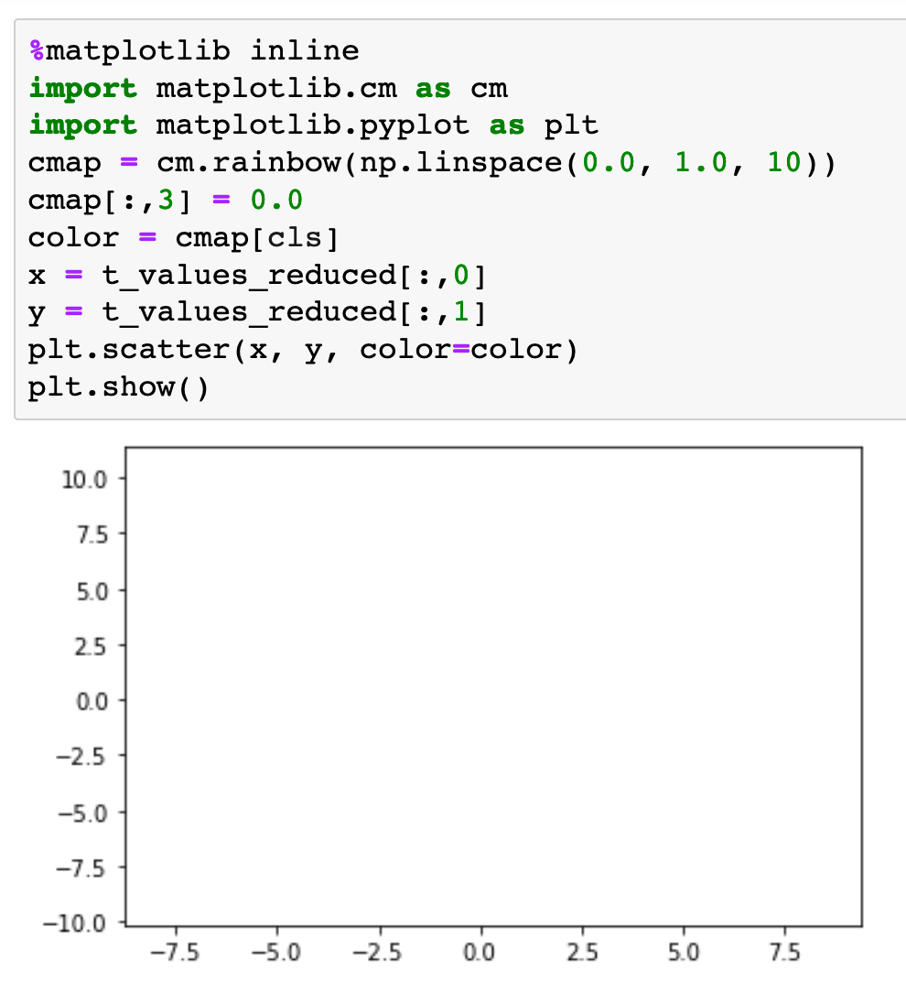 %matplotlib inline
import matplotlib.cm as cm
import matplotlib.pyplot as plt
cmap = cm.rainbow(np.linspace(0.0, 1.0, 10))
cmap[:,3] = 0.0
color = cmap[cls]
x = t_values_reduced[:,0]
y = t_values_reduced[:,1]
plt.scatter(x, y, color=color)
plt.show()
10.0
7.5
5.0
2.5
0.0
−2.5
−5.0
−7.5
−10.0
−7.5 −5.0 −2.5 0.0 2.5 5.0 7.5